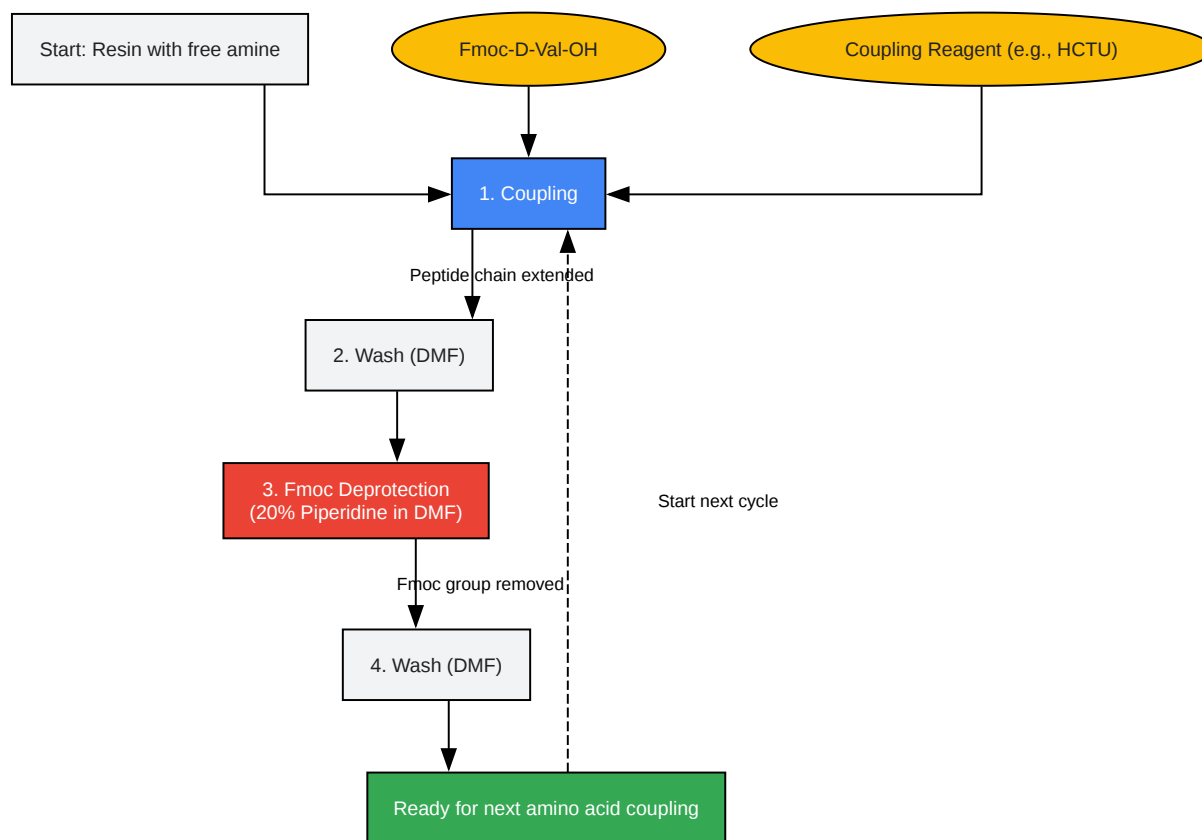 Start: Resin with free amine
Fmoc-D-Val-OH
Coupling Reagent (e.g., HCTU)
1. Coupling
Peptide chain extended
2. Wash (DMF)
3. Fmoc Deprotection
(20% Piperidine in DMF)
Start next cycle
Fmoc group removed
4. Wash (DMF)
Ready for next amino acid coupling